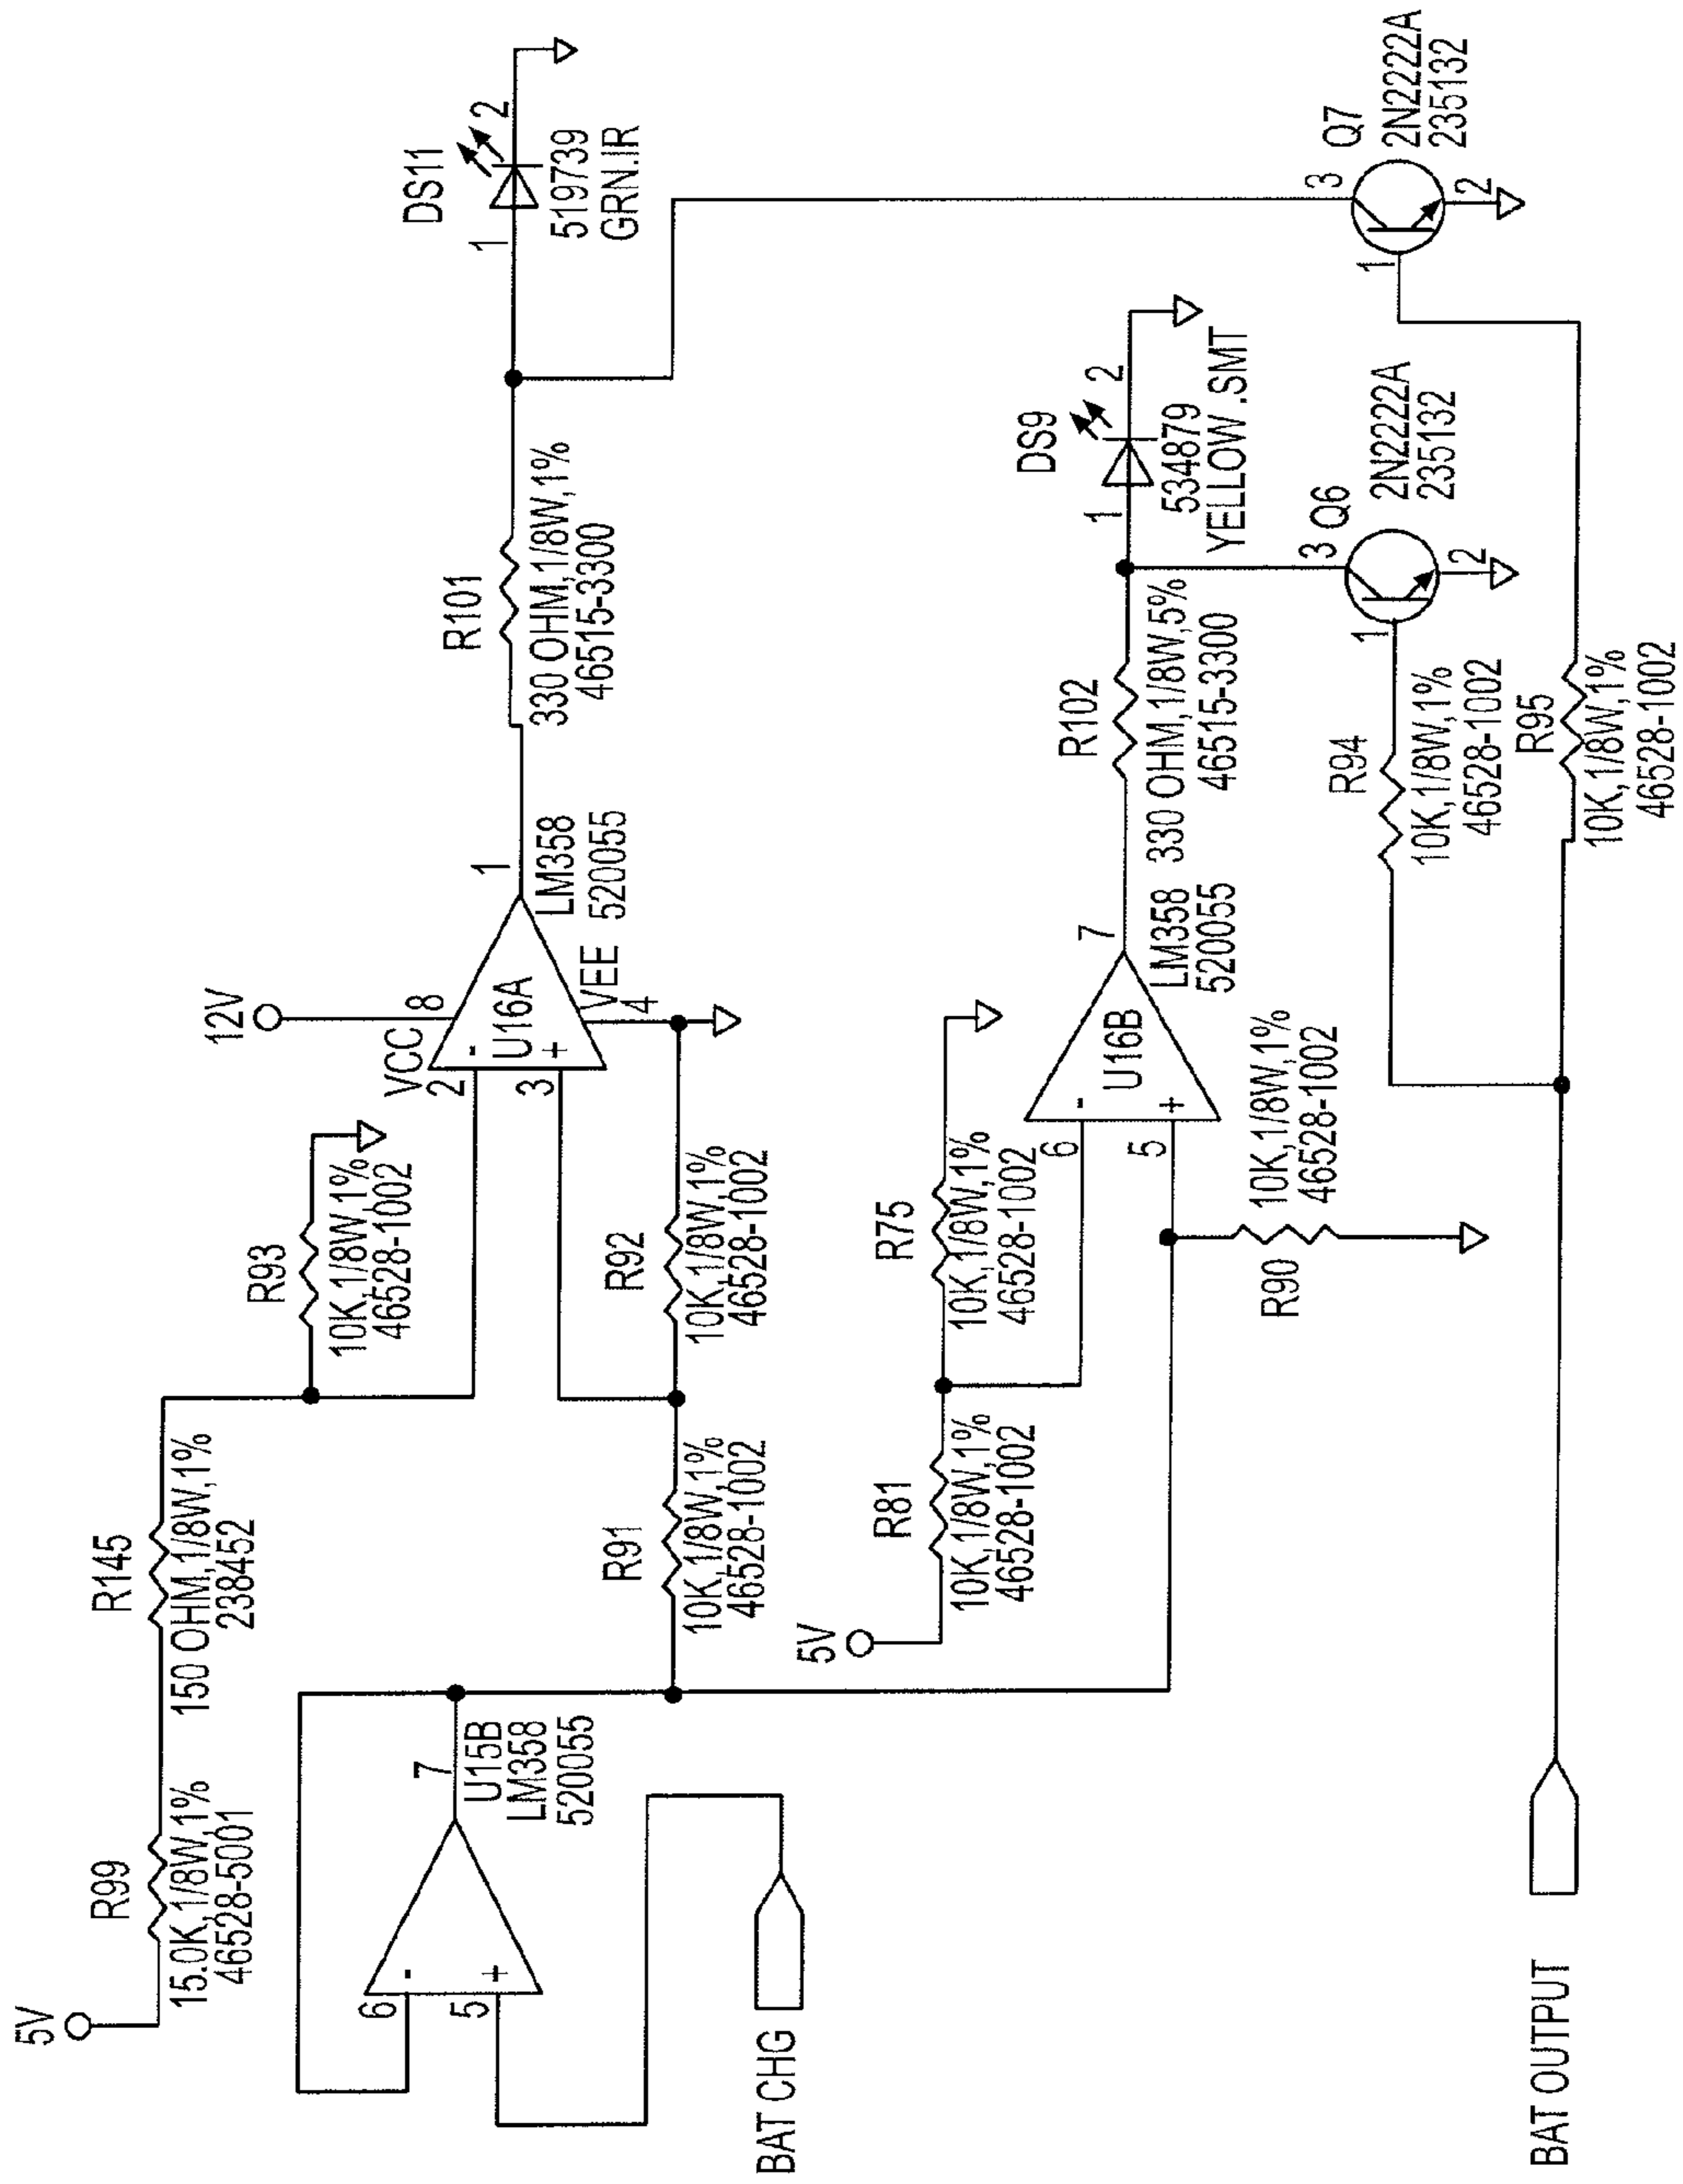 5V
R99
15.0K,1/8W,1%
46528-5001
R145
150 OHM,1/8W,1%
238452
R93
10K,1/8W,1%
46528-1002
12V
VCC
8
2
-
U16A
3
+
VEE
4
1
LM358
520055
R101
330 OHM,1/8W,1%
46515-3300
DS11
1
2
519739
GRN.IR
6
-
5
+
7
U15B
LM358
520055
BAT CHG
R91
10K,1/8W,1%
46528-1002
R92
10K,1/8W,1%
46528-1002
5V
R81
10K,1/8W,1%
46528-1002
R75
10K,1/8W,1%
46528-1002
6
-
U16B
5
+
7
LM358
520055
R90
10K,1/8W,1%
46528-1002
R102
330 OHM,1/8W,5%
46515-3300
DS9
1
2
534879
YELLOW .SMT
Q6
3
1
2
2N2222A
235132
Q7
3
1
2
2N2222A
235132
R94
10K,1/8W,1%
46528-1002
R95
10K,1/8W,1%
46528-1002
BAT OUTPUT